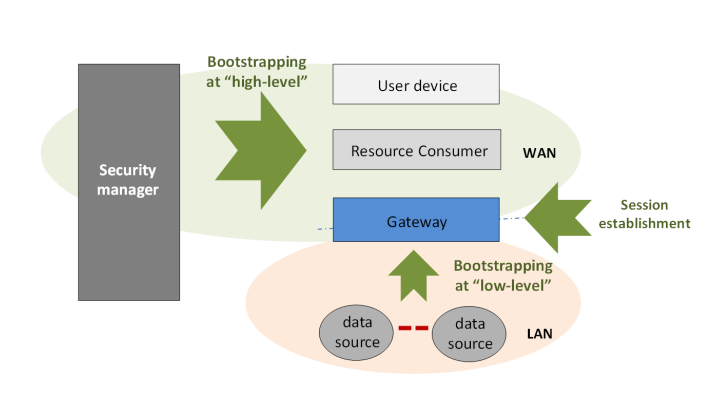 Bootstrapping
at “high-level”
User device
Security
manager
Resource Consumer
WAN
Gateway
Session
establishment
Bootstrapping
at “low-level”
data
source
data
source
LAN